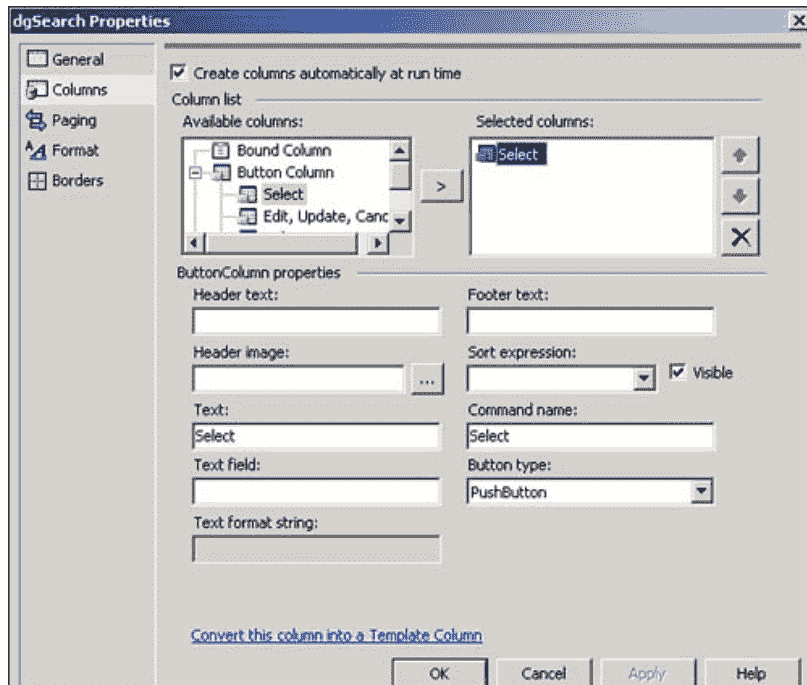 dgSearch Properties
General
Columns
Paging
Format
Borders
Create columns automatically at run time
Column list
Available columns:
Bound Column
Button Column
Select
Edit, Update, Canc
>
Selected columns:
Select
ButtonColumn properties
Header text:
Footer text:
Header image:
...
Sort expression:
Visible
Text:
Select
Command name:
Select
Text field:
Button type:
PushButton
Text format string:
Convert this column into a Template Column
OK
Cancel
Apply
Help